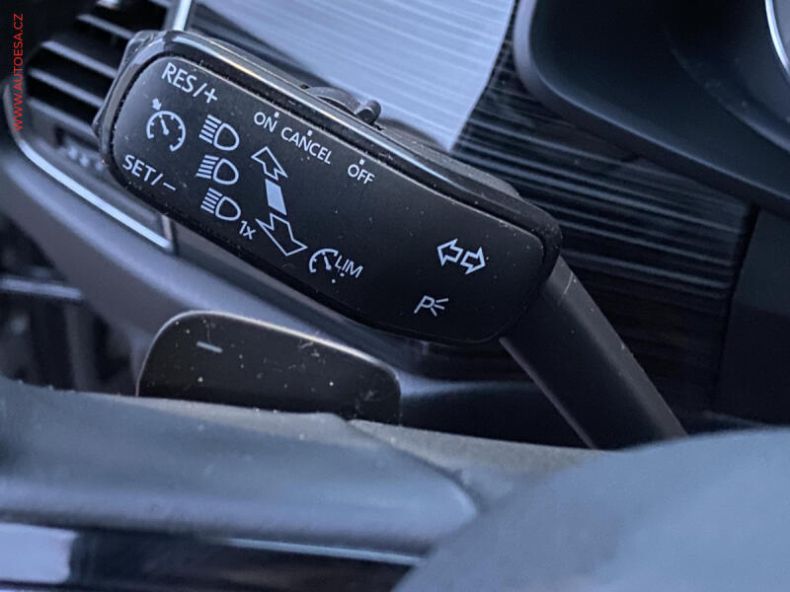 WWW.AUTOESA.CZ
RES/+
ON CANCEL OFF
SET/-
1x
LIM
P